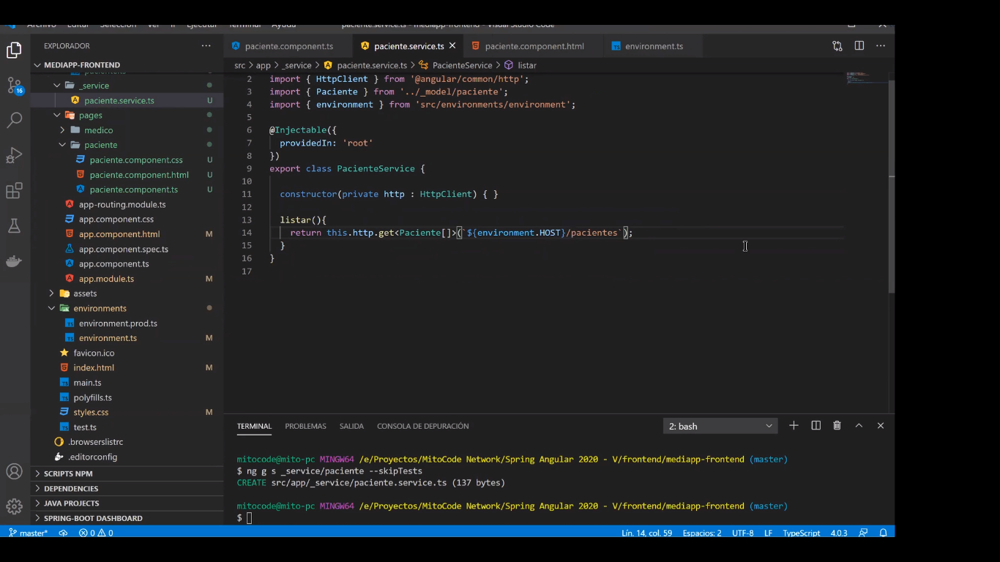 Archivo Editar Selección Ver Ir Ejecutar Terminal Ayuda paciente.service.ts - mediapp-frontend - Visual Studio Code
EXPLORADOR
MEDIAPP-FRONTEND
_service
paciente.service.ts U
pages
medico
paciente
paciente.component.css U
paciente.component.html U
paciente.component.ts U
app-routing.module.ts
app.component.css
app.component.html M
app.component.spec.ts
app.component.ts
app.module.ts M
assets
environments
environment.prod.ts
environment.ts M
favicon.ico
index.html M
main.ts
polyfills.ts
styles.css M
test.ts
.browserslistrc
.editorconfig
SCRIPTS NPM
DEPENDENCIES
JAVA PROJECTS
SPRING-BOOT DASHBOARD
16
paciente.component.ts paciente.service.ts paciente.component.html environment.ts
src > app > _service > paciente.service.ts > PacienteService > listar
2 import { HttpClient } from '@angular/common/http';
3 import { Paciente } from '../_model/paciente';
4 import { environment } from 'src/environments/environment';
5
6 @Injectable({
7 providedIn: 'root'
8 })
9 export class PacienteService {
10
11 constructor(private http : HttpClient) { }
12
13 listar(){
14 return this.http.get<Paciente[]>(`${environment.HOST}/pacientes`);
15 }
16 }
17
TERMINAL PROBLEMAS SALIDA CONSOLA DE DEPURACIÓN 2: bash
mitocode@mito-pc MINGW64 /e/Proyectos/MitoCode Network/Spring Angular 2020 - V/frontend/mediapp-frontend (master)
$ ng g s _service/paciente --skipTests
CREATE src/app/_service/paciente.service.ts (137 bytes)
mitocode@mito-pc MINGW64 /e/Proyectos/MitoCode Network/Spring Angular 2020 - V/frontend/mediapp-frontend (master)
$
master* 0 0 Lín. 14, col. 59 Espacios: 2 UTF-8 LF TypeScript 4.0.3